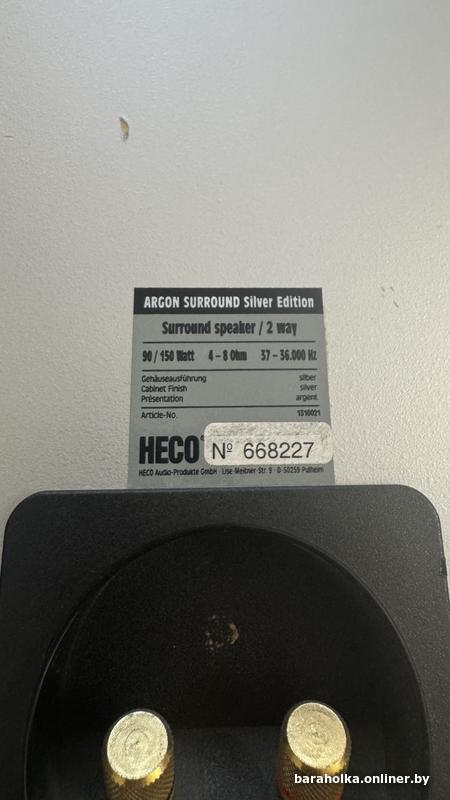 ARGON SURROUND Silver Edition
Surround speaker / 2 way
90 / 150 Watt 4 – 8 Ohm 37 – 36.000 Hz
Gehäuseausführung silber
Cabinet Finish silver
Présentation argent
Article-No. 1310021
HECO® Nº 668227
HECO Audio-Produkte GmbH · Lise-Meitner-Str. 9 · D-50259 Pulheim
baraholka.onliner.by